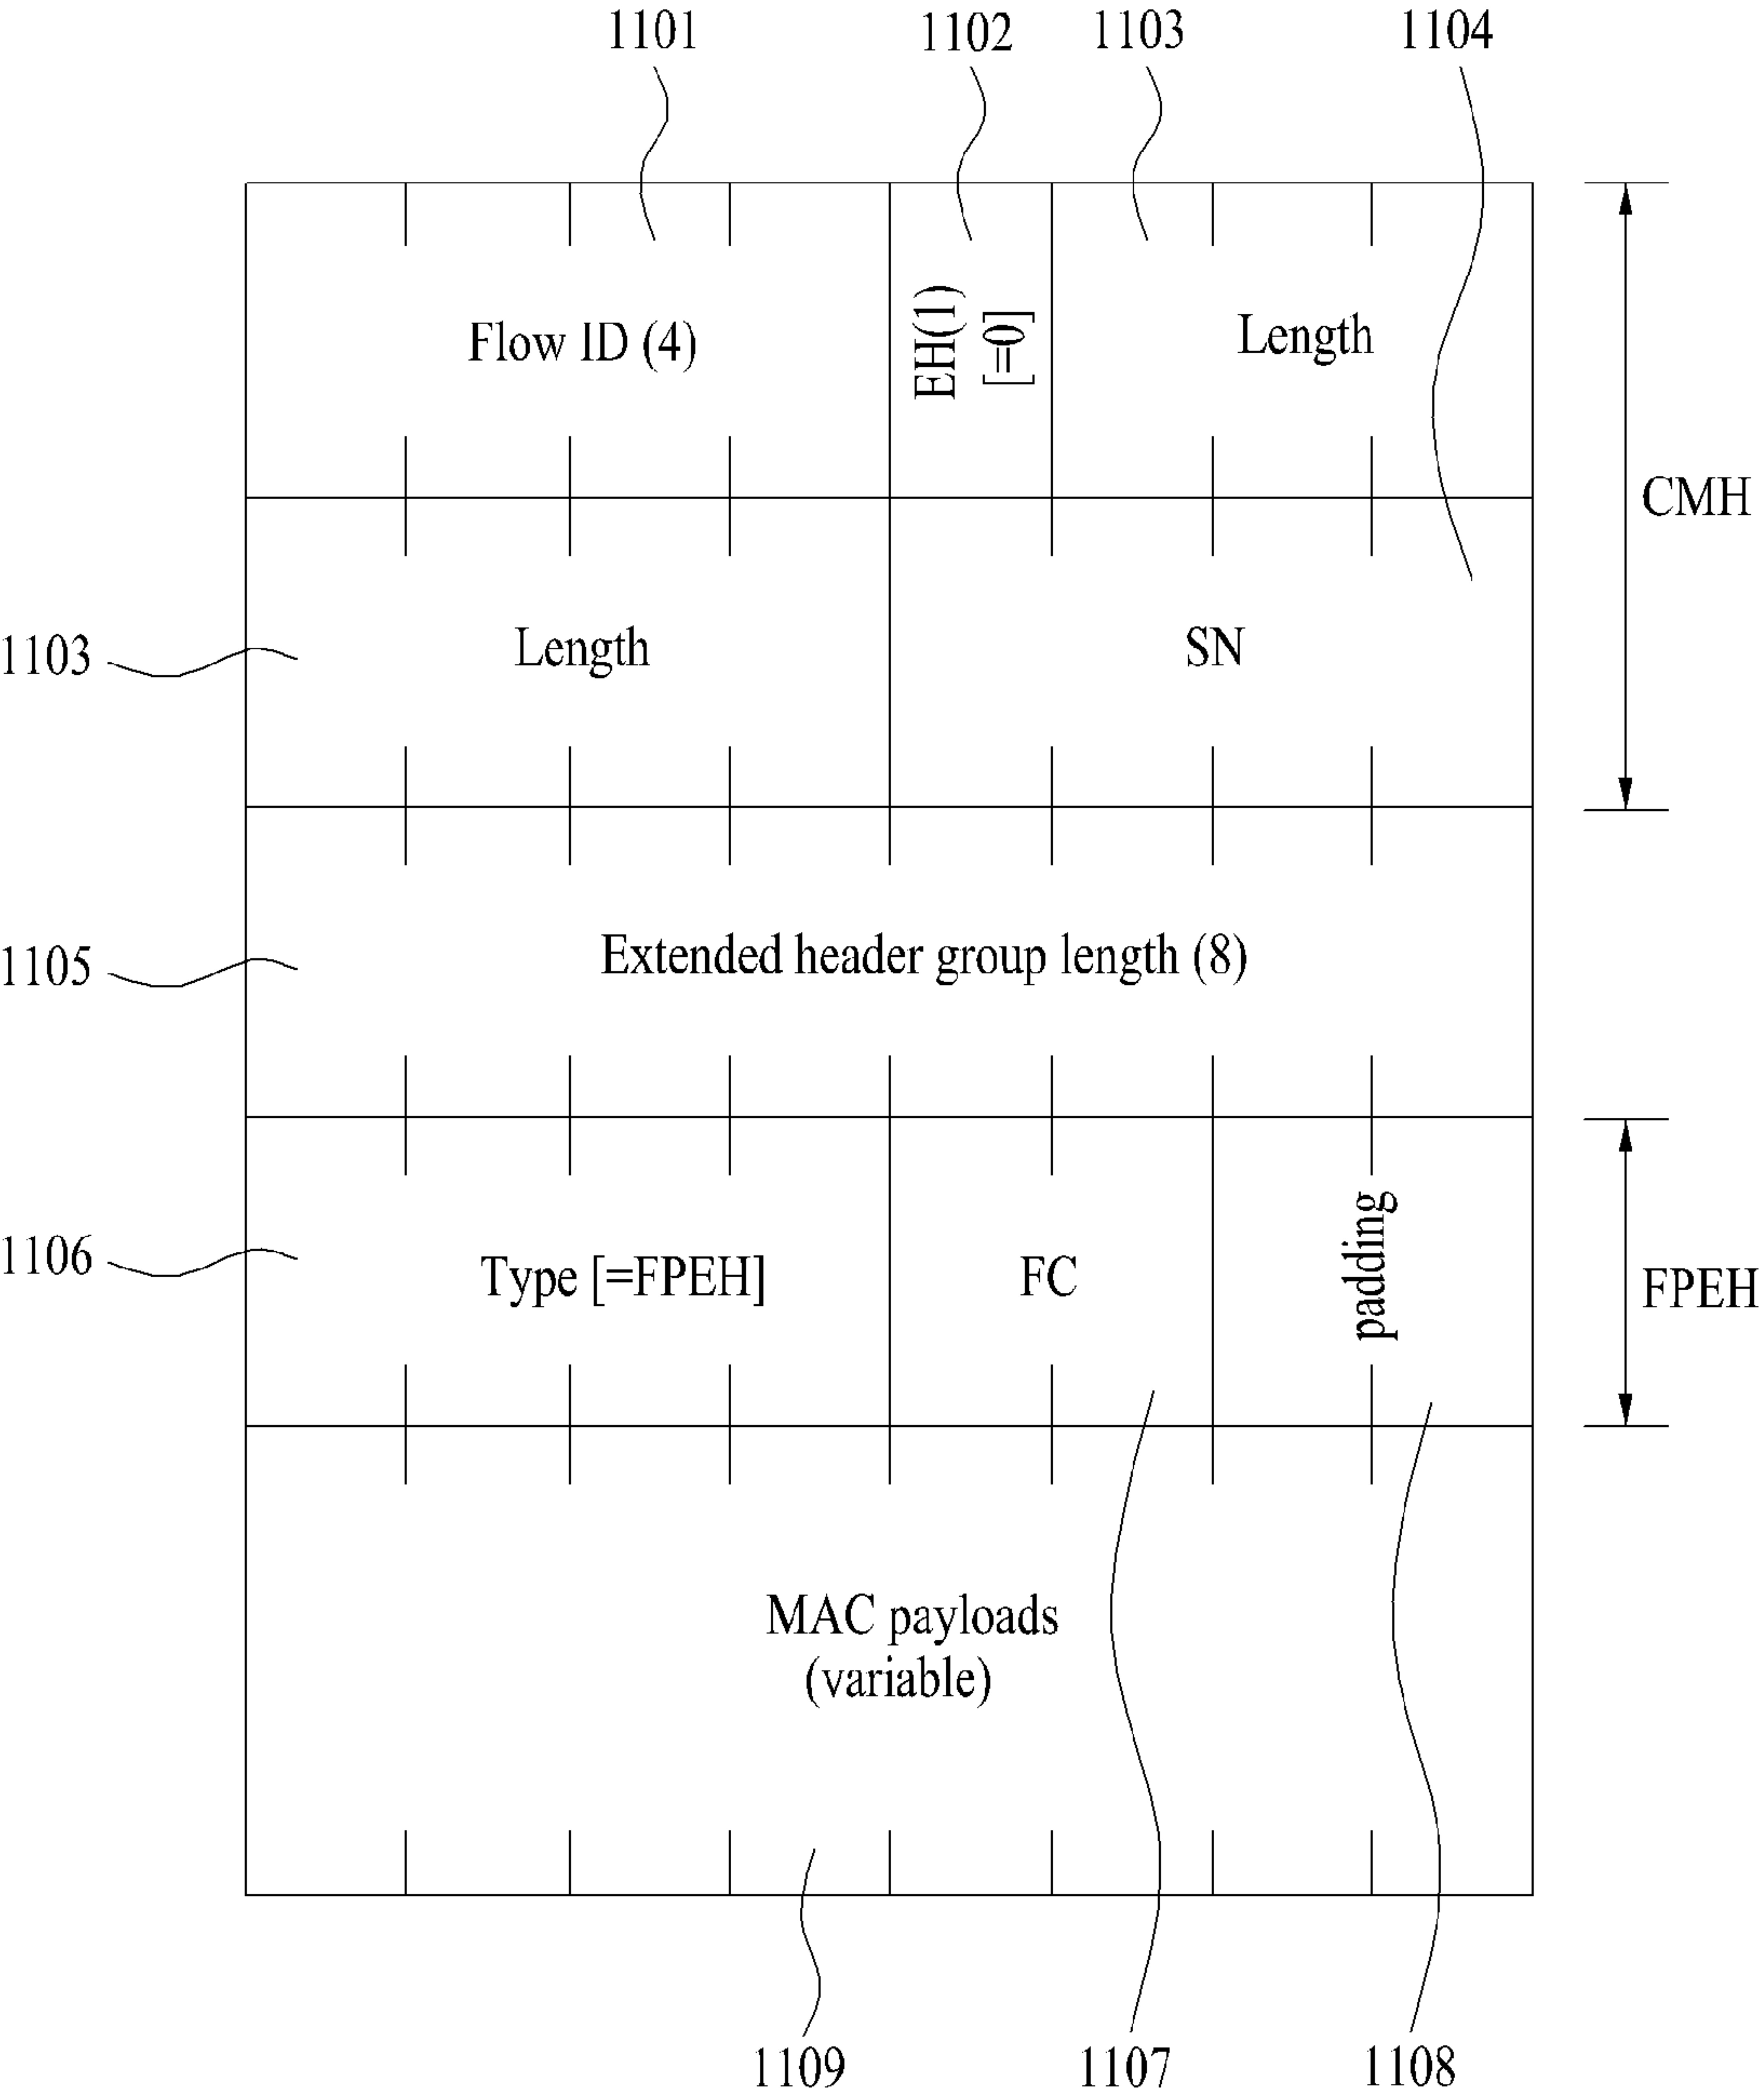 1101
1102
1103
1104
Flow ID (4)
EH(1)
[=0]
Length
CMH
1103
Length
SN
1105
Extended header group length (8)
1106
Type [=FPEH]
FC
padding
FPEH
MAC payloads
(variable)
1109
1107
1108